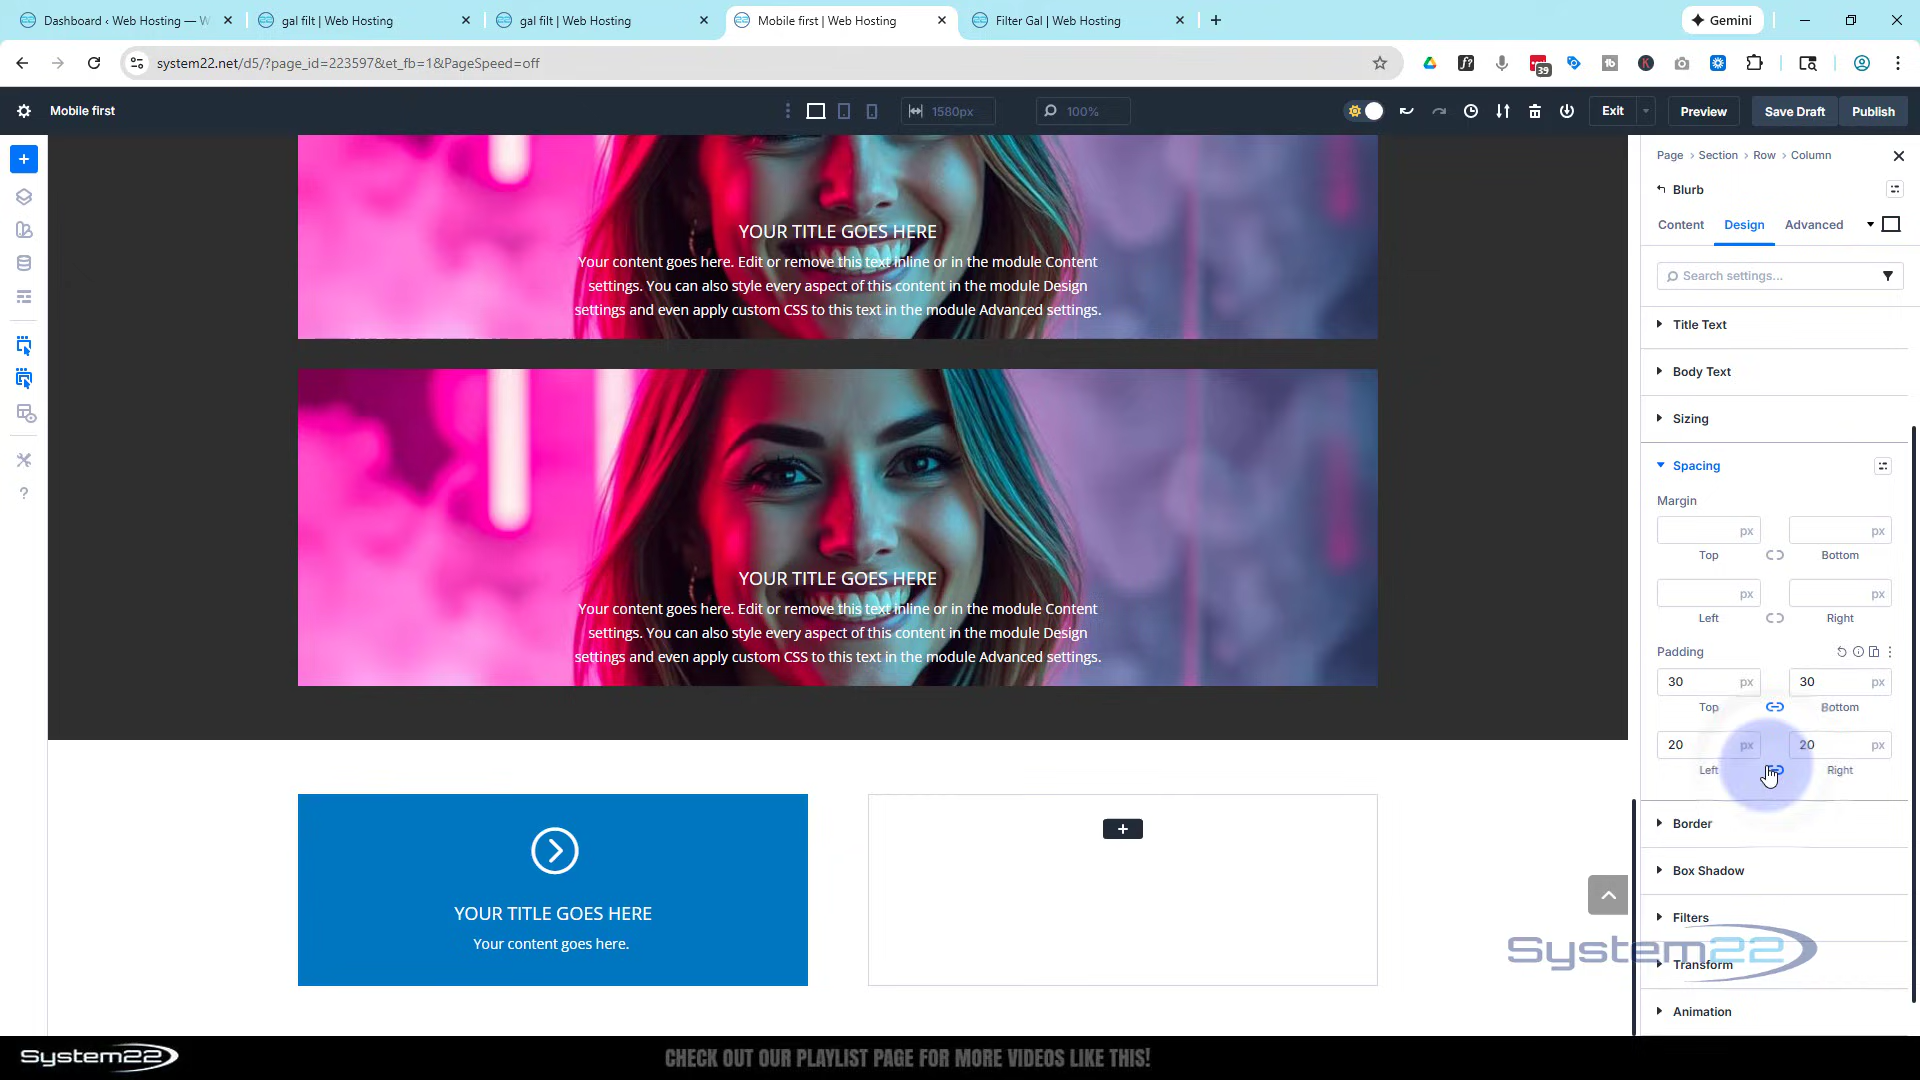 Dashboard ‹ Web Hosting — W
gal filt | Web Hosting
gal filt | Web Hosting
Mobile first | Web Hosting
Filter Gal | Web Hosting
Gemini
system22.net/d5/?page_id=223597&et_fb=1&PageSpeed=off
39
Mobile first
1580px
100%
Exit
Preview
Save Draft
Publish
Page > Section > Row > Column
Blurb
Content
Design
Advanced
Search settings...
Title Text
Body Text
Sizing
Spacing
Margin
px
px
Top
Bottom
px
px
Left
Right
Padding
30 px
30 px
Top
Bottom
20 px
20 px
Left
Right
Border
Box Shadow
Filters
Transform
Animation
YOUR TITLE GOES HERE
Your content goes here. Edit or remove this text inline or in the module Content
settings. You can also style every aspect of this content in the module Design
settings and even apply custom CSS to this text in the module Advanced settings.
YOUR TITLE GOES HERE
Your content goes here. Edit or remove this text inline or in the module Content
settings. You can also style every aspect of this content in the module Design
settings and even apply custom CSS to this text in the module Advanced settings.
YOUR TITLE GOES HERE
Your content goes here.
System22
System22
CHECK OUT OUR PLAYLIST PAGE FOR MORE VIDEOS LIKE THIS!